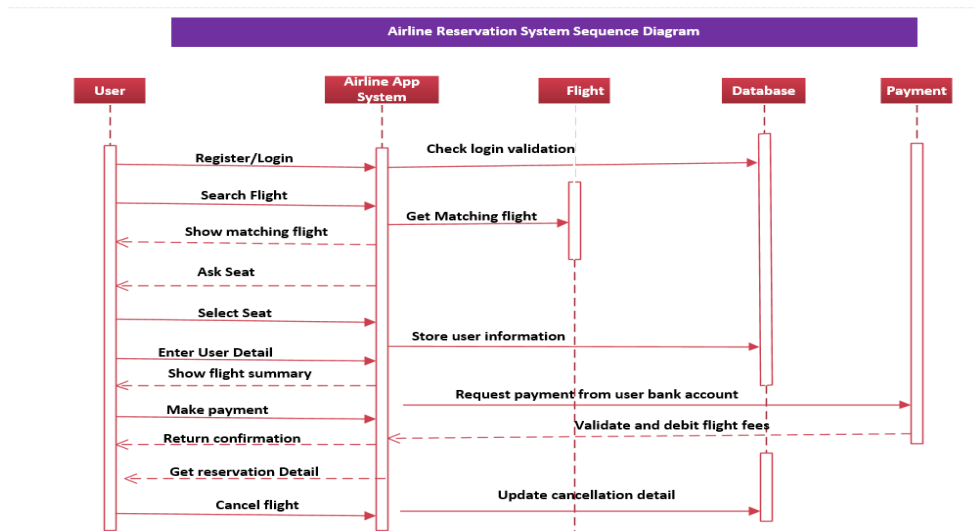 Airline Reservation System Sequence Diagram
User
Airline App
System
Flight
Database
Payment
Register/Login
Check login validation
Search Flight
Get Matching flight
Show matching flight
Ask Seat
Select Seat
Store user information
Enter User Detail
Show flight summary
Request payment from user bank account
Make payment
Validate and debit flight fees
Return confirmation
Get reservation Detail
Update cancellation detail
Cancel flight